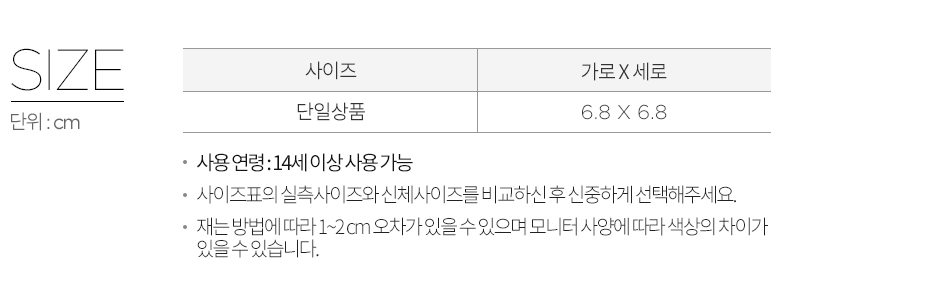 SIZE
단위 : cm
사이즈 가로 X 세로
단일상품 6.8 X 6.8
• 사용 연령 : 14세 이상 사용 가능
• 사이즈표의 실측사이즈와 신체사이즈를 비교하신 후 신중하게 선택해주세요.
• 재는 방법에 따라 1~2 cm 오차가 있을 수 있으며 모니터 사양에 따라 색상의 차이가
있을 수 있습니다.